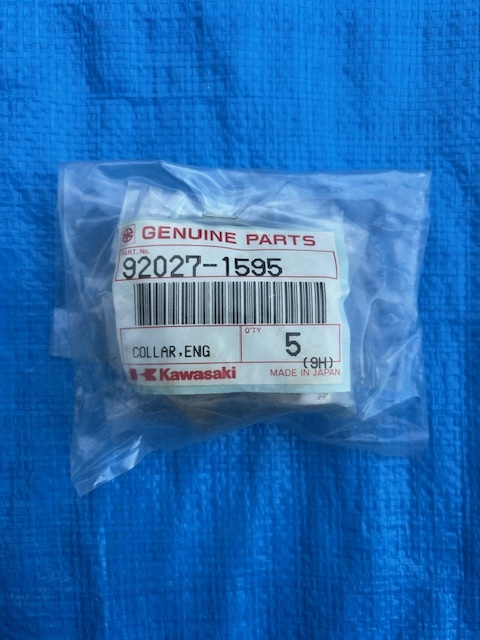 GENUINE PARTS
PART No.
92027-1595
Q'TY
COLLAR,ENG
5
(9H)
Kawasaki
MADE IN JAPAN